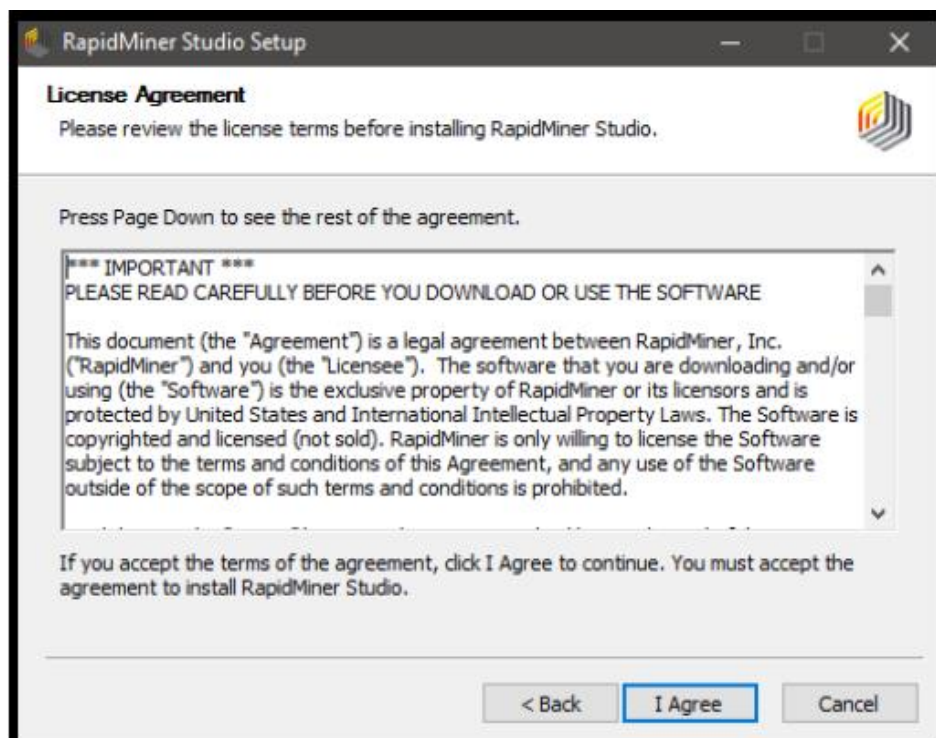 RapidMiner Studio Setup
License Agreement
Please review the license terms before installing RapidMiner Studio.
Press Page Down to see the rest of the agreement.
*** IMPORTANT ***
PLEASE READ CAREFULLY BEFORE YOU DOWNLOAD OR USE THE SOFTWARE
This document (the "Agreement") is a legal agreement between RapidMiner, Inc.
("RapidMiner") and you (the "Licensee").  The software that you are downloading and/or
using (the "Software") is the exclusive property of RapidMiner or its licensors and is
protected by United States and International Intellectual Property Laws. The Software is
copyrighted and licensed (not sold). RapidMiner is only willing to license the Software
subject to the terms and conditions of this Agreement, and any use of the Software
outside of the scope of such terms and conditions is prohibited.
If you accept the terms of the agreement, click I Agree to continue. You must accept the
agreement to install RapidMiner Studio.
< Back
I Agree
Cancel